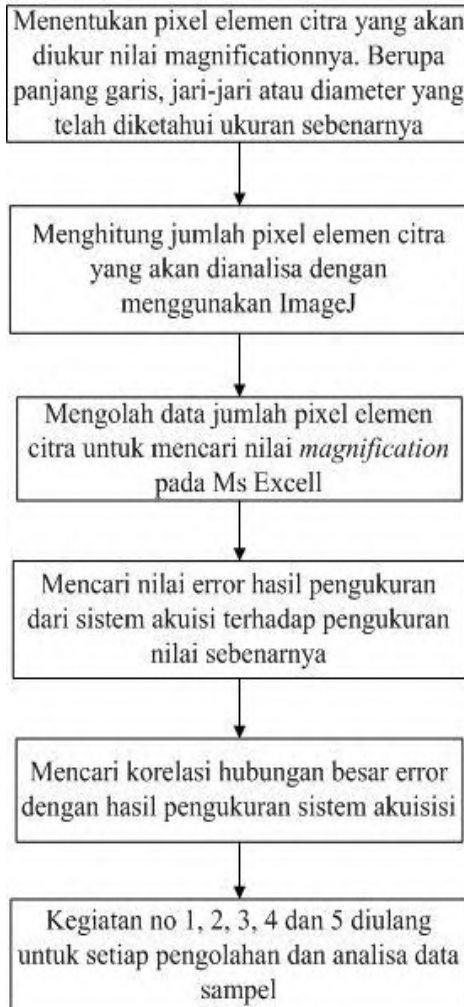 Menentukan pixel elemen citra yang akan
diukur nilai magnificationnya. Berupa
panjang garis, jari-jari atau diameter yang
telah diketahui ukuran sebenarnya
Menghitung jumlah pixel elemen citra
yang akan dianalisa dengan
menggunakan ImageJ
Mengolah data jumlah pixel elemen
citra untuk mencari nilai magnification
pada Ms Excell
Mencari nilai error hasil pengukuran
dari sistem akuisi terhadap pengukuran
nilai sebenarnya
Mencari korelasi hubungan besar error
dengan hasil pengukuran sistem akuisisi
Kegiatan no 1, 2, 3, 4 dan 5 diulang
untuk setiap pengolahan dan analisa data
sampel